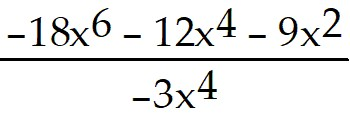 –18x⁶ – 12x⁴ – 9x²
–3x⁴